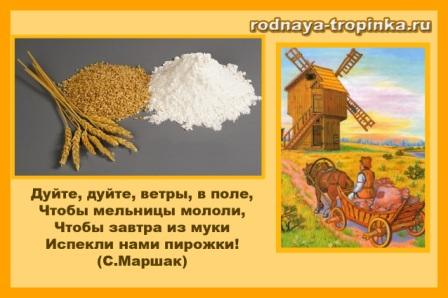 rodnaya-tropinka.ru
Дуйте, дуйте, ветры, в поле,
Чтобы мельницы мололи,
Чтобы завтра из муки
Испекли нами пирожки!
(С.Маршак)